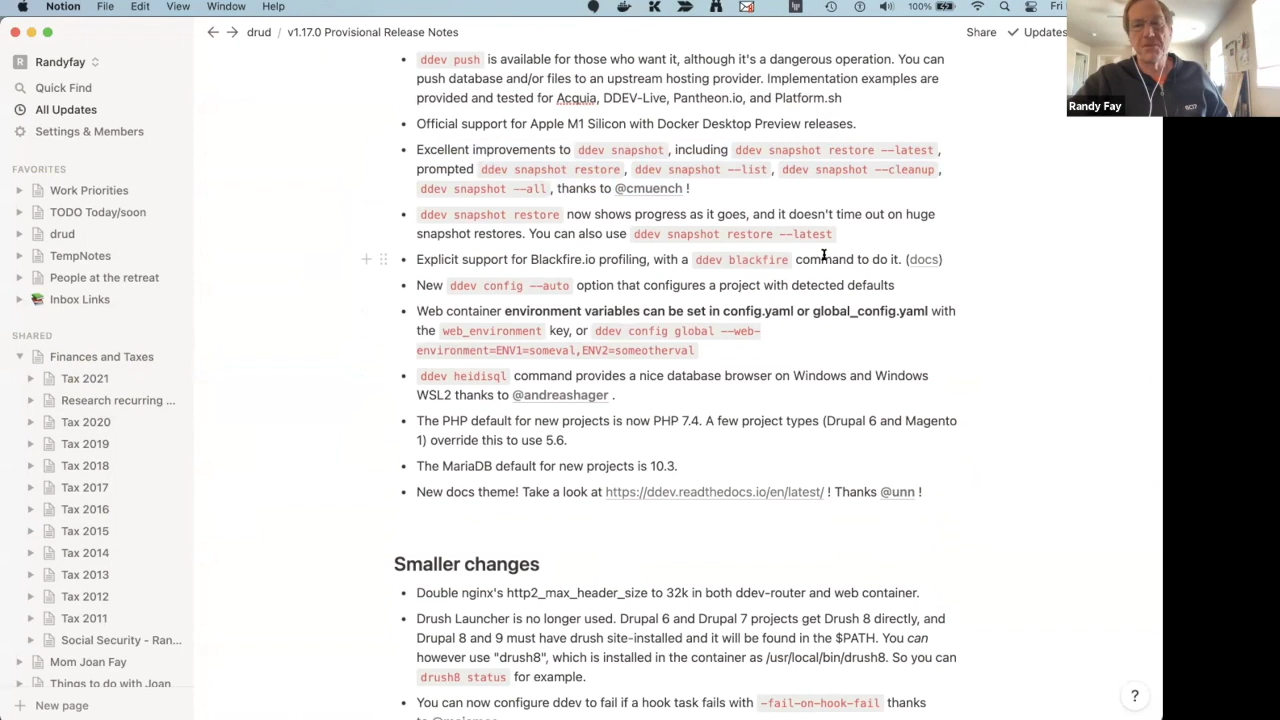 Notion File Edit View Window Help 100% Fri
drud / v1.17.0 Provisional Release Notes Share Updates
Randy Fay
R Randyfay
Quick Find
All Updates
Settings & Members
FAVORITES
Work Priorities
TODO Today/soon
drud
TempNotes
People at the retreat
Inbox Links
SHARED
Finances and Taxes
Tax 2021
Research recurring ...
Tax 2020
Tax 2019
Tax 2018
Tax 2017
Tax 2016
Tax 2015
Tax 2014
Tax 2013
Tax 2012
Tax 2011
Social Security - Ran...
Mom Joan Fay
Things to do with Joan
New page
ddev push is available for those who want it, although it's a dangerous operation. You can
push database and/or files to an upstream hosting provider. Implementation examples are
provided and tested for Acquia, DDEV-Live, Pantheon.io, and Platform.sh
Official support for Apple M1 Silicon with Docker Desktop Preview releases.
Excellent improvements to ddev snapshot, including ddev snapshot restore --latest,
prompted ddev snapshot restore, ddev snapshot --list, ddev snapshot --cleanup,
ddev snapshot --all, thanks to @cmuench !
ddev snapshot restore now shows progress as it goes, and it doesn't time out on huge
snapshot restores. You can also use ddev snapshot restore --latest
Explicit support for Blackfire.io profiling, with a ddev blackfire command to do it. (docs)
New ddev config --auto option that configures a project with detected defaults
Web container environment variables can be set in config.yaml or global_config.yaml with
the web_environment key, or ddev config global --web-
environment=ENV1=someval,ENV2=someotherval
ddev heidisql command provides a nice database browser on Windows and Windows
WSL2 thanks to @andreashager .
The PHP default for new projects is now PHP 7.4. A few project types (Drupal 6 and Magento
1) override this to use 5.6.
The MariaDB default for new projects is 10.3.
New docs theme! Take a look at https://ddev.readthedocs.io/en/latest/ ! Thanks @unn !
Smaller changes
Double nginx's http2_max_header_size to 32k in both ddev-router and web container.
Drush Launcher is no longer used. Drupal 6 and Drupal 7 projects get Drush 8 directly, and
Drupal 8 and 9 must have drush site-installed and it will be found in the $PATH. You can
however use "drush8", which is installed in the container as /usr/local/bin/drush8. So you can
drush8 status for example.
You can now configure ddev to fail if a hook task fails with -fail-on-hook-fail thanks
?